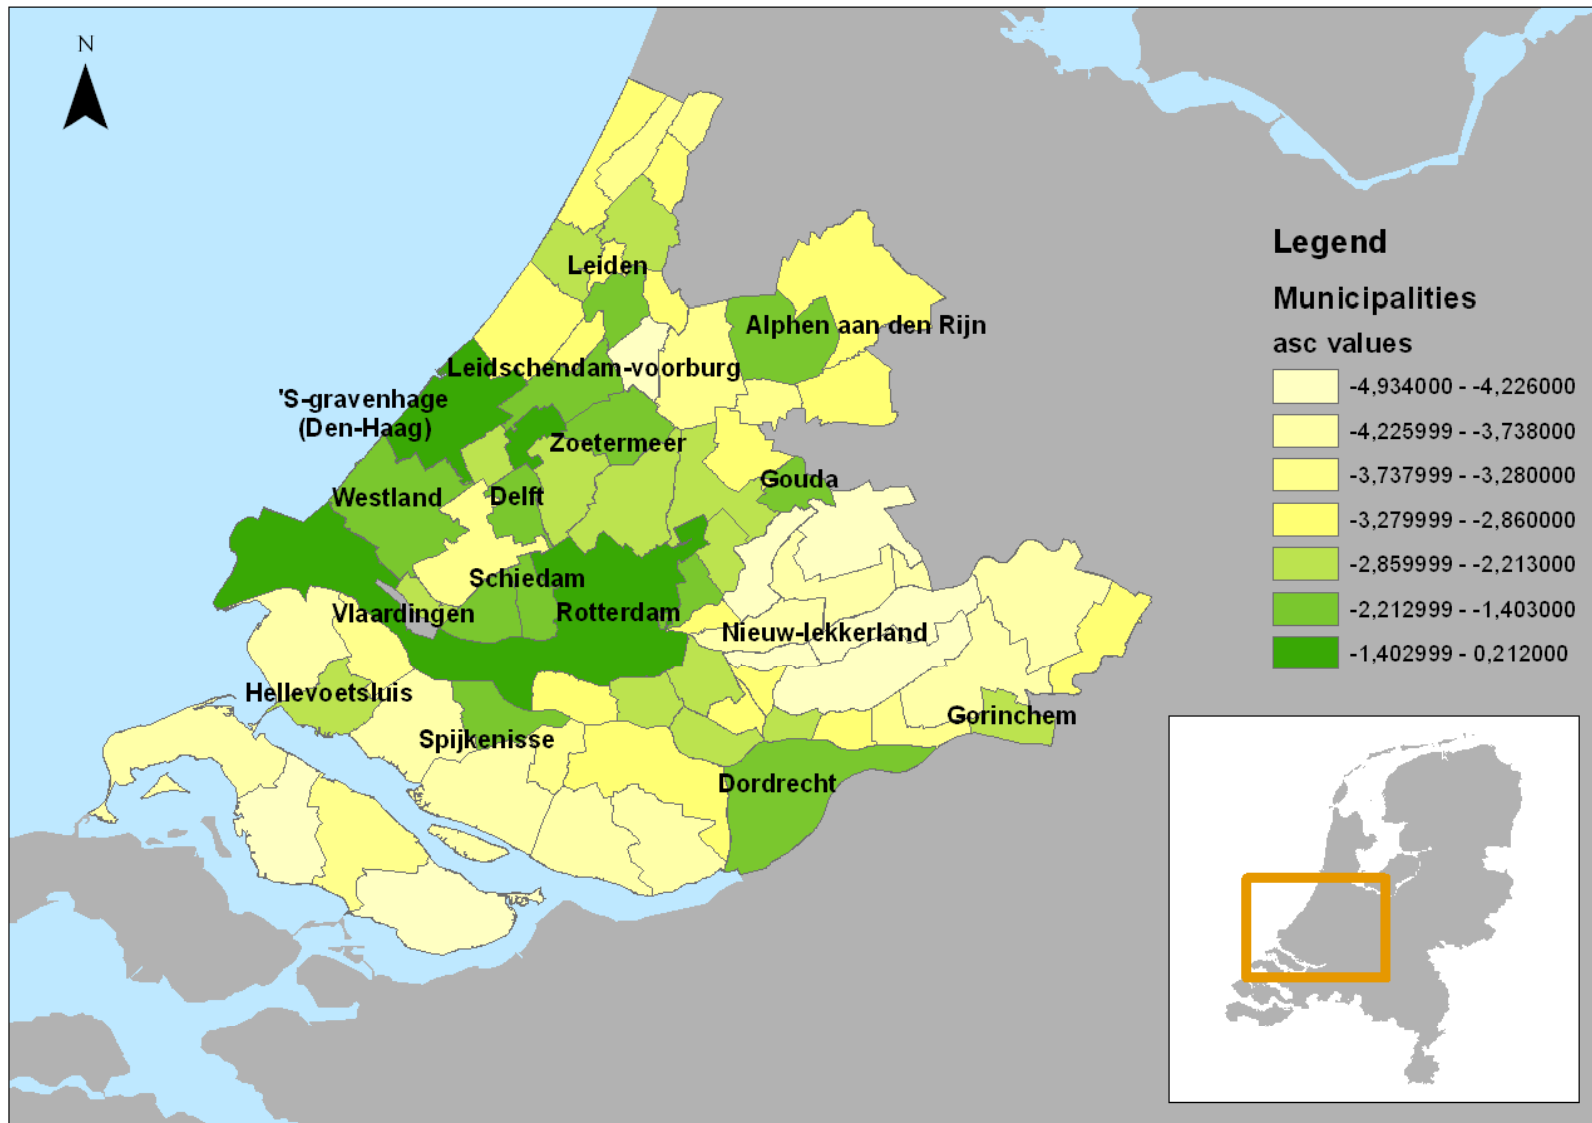 N
Leiden
Alphen aan den Rijn
Leidschendam-voorburg
'S-gravenhage
(Den-Haag)
Zoetermeer
Gouda
Westland
Delft
Schiedam
Vlaardingen
Rotterdam
Nieuw-lekkerland
Hellevoetsluis
Gorinchem
Spijkenisse
Dordrecht
Legend
Municipalities
asc values
-4,934000 - -4,226000
-4,225999 - -3,738000
-3,737999 - -3,280000
-3,279999 - -2,860000
-2,859999 - -2,213000
-2,212999 - -1,403000
-1,402999 - 0,212000